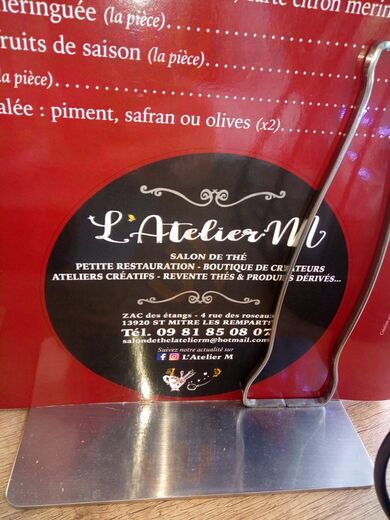 meringuée (la pièce)
fruits de saison (la pièce)
la pièce)
alée : piment, safran ou olives (x2)
L'Atelier M
SALON DE THÉ
PETITE RESTAURATION - BOUTIQUE DE CRÉATEURS
ATELIERS CRÉATIFS - REVENTE THÉS & PRODUITS DÉRIVÉS...
ZAC des étangs - 4 rue des roseaux
13920 ST MITRE LES REMPARTS
Tél. 09 81 85 08 07
salondethelatelierm@hotmail.com
Suivez notre actualité sur
L'Atelier M